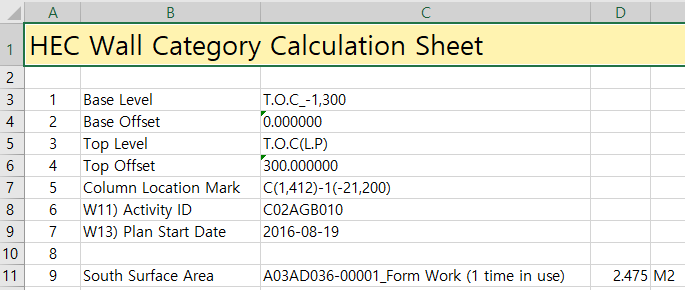 A B C D
1 HEC Wall Category Calculation Sheet
2
3 1 Base Level T.O.C_-1,300
4 2 Base Offset 0.000000
5 3 Top Level T.O.C(L.P)
6 4 Top Offset 300.000000
7 5 Column Location Mark C(1,412)-1(-21,200)
8 6 W11) Activity ID C02AGB010
9 7 W13) Plan Start Date 2016-08-19
10 8
11 9 South Surface Area A03AD036-00001_Form Work (1 time in use) 2.475 M2